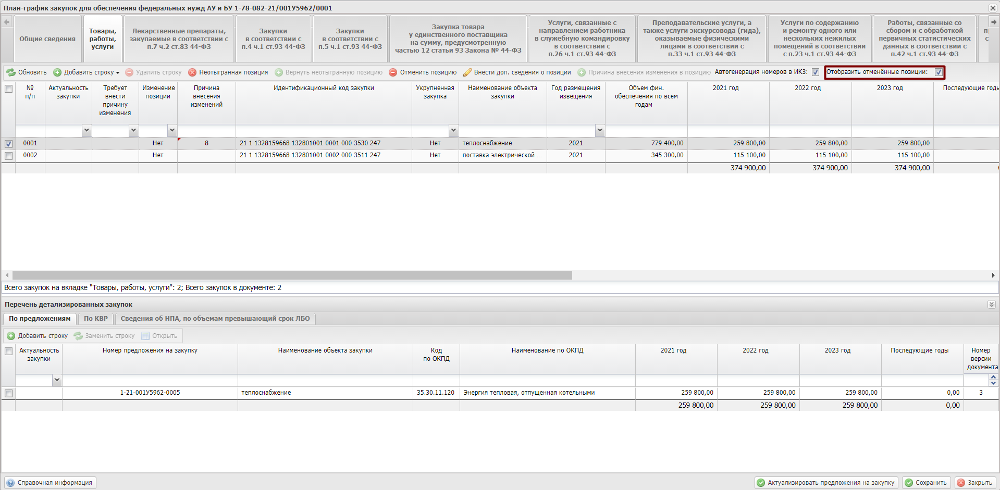 План-график закупок для обеспечения федеральных нужд АУ и БУ 1-78-082-21/001У5962/0001
Общие сведения
Товары,
работы,
услуги
Лекарственные препараты,
закупаемые в соответствии с
п.7 ч.2 ст.83 44-ФЗ
Закупки
в соответствии с
п.4 ч.1 ст.93 44-ФЗ
Закупки
в соответствии с
п.5 ч.1 ст.93 44-ФЗ
Закупка товара
у единственного поставщика
на сумму, предусмотренную
частью 12 статьи 93 Закона № 44-ФЗ
Услуги, связанные с
направлением работника
в служебную командировку
в соответствии с
п.26 ч.1 ст.93 44-ФЗ
Преподавательские услуги, а
также услуги экскурсовода (гида),
оказываемые физическими
лицами в соответствии с
п.33 ч.1 ст.93 44-ФЗ
Услуги по содержанию
и ремонту одного или
нескольких нежилых
помещений в соответствии
с п.23 ч.1 ст.93 44-ФЗ
Работы, связанные со
сбором и с обработкой
первичных статистических
данных в соответствии с
п.42 ч.1 ст.93 44-ФЗ
Обновить Добавить строку Удалить строку Неотыгранная позиция Вернуть неотыгранную позицию Отменить позицию Внести доп. сведения о позиции Причина внесения изменения в позицию Автогенерация номеров в ИКЗ: Отобразить отменённые позиции:
№
п/п
Актуальность
закупки
Требует
внести
причину
изменения
Изменение
позиции
Причина
внесения
изменений
Идентификационный код закупки
Укрупненная
закупка
Наименование объекта
закупки
Год размещения
извещения
Объем фин.
обеспечения по всем
годам
2021 год
2022 год
2023 год
Последующие годы
0001 Нет 8 21 1 1328159668 132801001 0001 000 3530 247 Нет теплоснабжение 2021 779 400,00 259 800,00 259 800,00 259 800,00
0002 Нет 21 1 1328159668 132801001 0002 000 3511 247 Нет поставка электрической ... 2021 345 300,00 115 100,00 115 100,00 115 100,00
374 900,00 374 900,00 374 900,00
Всего закупок на вкладке "Товары, работы, услуги": 2; Всего закупок в документе: 2
Перечень детализированных закупок
По предложениям По КВР Сведения об НПА, по объемам превышающий срок ЛБО
Добавить строку Заменить строку Открыть
Актуальность
закупки
Номер предложения на закупку
Наименование объекта закупки
Код
по ОКПД
Наименование по ОКПД
2021 год
2022 год
2023 год
Последующие годы
Номер
версии
документа
1-21-001У5962-0005 теплоснабжение 35.30.11.120 Энергия тепловая, отпущенная котельными 259 800,00 259 800,00 259 800,00 0,00 3
259 800,00 259 800,00 259 800,00 0,00
Справочная информация Актуализировать предложения на закупку Сохранить Закрыть